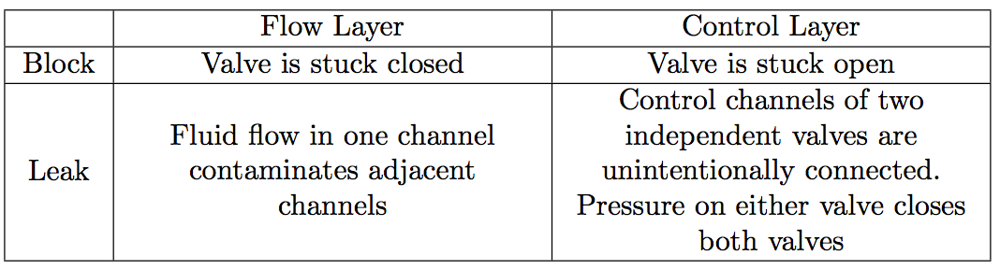 Flow Layer Control Layer
Block Valve is stuck closed Valve is stuck open
Leak
Fluid flow in one channel
contaminates adjacent
channels
Control channels of two
independent valves are
unintentionally connected.
Pressure on either valve closes
both valves